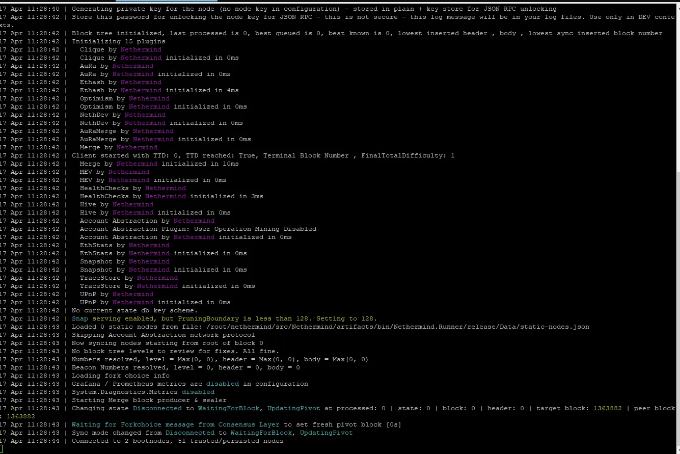 17 Apr 11:28:40 | Generating private key for the node (no node key in configuration) - stored in plain + key store for JSON RPC unlocking
17 Apr 11:28:42 | Store this password for unlocking the node key for JSON RPC - this is not secure - this log message will be in your log files. Use only in DEV conte
xts.
17 Apr 11:28:42 | Block tree initialized, last processed is 0, best queued is 0, best known is 0, lowest inserted header , body , lowest sync inserted block number
17 Apr 11:28:42 | Initializing 15 plugins
17 Apr 11:28:42 |   Clique by Nethermind
17 Apr 11:28:42 |   Clique by Nethermind initialized in 0ms
17 Apr 11:28:42 |   AuRa by Nethermind
17 Apr 11:28:42 |   AuRa by Nethermind initialized in 0ms
17 Apr 11:28:42 |   Ethash by Nethermind
17 Apr 11:28:42 |   Ethash by Nethermind initialized in 4ms
17 Apr 11:28:42 |   Optimism by Nethermind
17 Apr 11:28:42 |   Optimism by Nethermind initialized in 0ms
17 Apr 11:28:42 |   NethDev by Nethermind
17 Apr 11:28:42 |   NethDev by Nethermind initialized in 0ms
17 Apr 11:28:42 |   AuRaMerge by Nethermind
17 Apr 11:28:42 |   AuRaMerge by Nethermind initialized in 0ms
17 Apr 11:28:42 |   Merge by Nethermind
17 Apr 11:28:42 | Client started with TTD: 0, TTD reached: True, Terminal Block Number , FinalTotalDifficulty: 1
17 Apr 11:28:42 |   Merge by Nethermind initialized in 10ms
17 Apr 11:28:42 |   MEV by Nethermind
17 Apr 11:28:42 |   MEV by Nethermind initialized in 0ms
17 Apr 11:28:42 |   HealthChecks by Nethermind
17 Apr 11:28:42 |   HealthChecks by Nethermind initialized in 3ms
17 Apr 11:28:42 |   Hive by Nethermind
17 Apr 11:28:42 |   Hive by Nethermind initialized in 0ms
17 Apr 11:28:42 |   Account Abstraction by Nethermind
17 Apr 11:28:42 |   Account Abstraction Plugin: User Operation Mining Disabled
17 Apr 11:28:42 |   Account Abstraction by Nethermind initialized in 0ms
17 Apr 11:28:42 |   EthStats by Nethermind
17 Apr 11:28:42 |   EthStats by Nethermind initialized in 0ms
17 Apr 11:28:42 |   Snapshot by Nethermind
17 Apr 11:28:42 |   Snapshot by Nethermind initialized in 0ms
17 Apr 11:28:42 |   TraceStore by Nethermind
17 Apr 11:28:42 |   TraceStore by Nethermind initialized in 0ms
17 Apr 11:28:42 |   UPnP by Nethermind
17 Apr 11:28:42 |   UPnP by Nethermind initialized in 0ms
17 Apr 11:28:42 | No current state db key scheme.
17 Apr 11:28:42 | Snap serving enabled, but PruningBoundary is less than 128. Setting to 128.
17 Apr 11:28:43 | Loaded 0 static nodes from file: /root/nethermind/src/Nethermind/artifacts/bin/Nethermind.Runner/release/Data/static-nodes.json
17 Apr 11:28:43 | Skipping Account Abstraction network protocol
17 Apr 11:28:43 | Now syncing nodes starting from root of block 0
17 Apr 11:28:43 | No block tree levels to review for fixes. All fine.
17 Apr 11:28:43 | Numbers resolved, level = Max(0, 0), header = Max(0, 0), body = Max(0, 0)
17 Apr 11:28:43 | Beacon Numbers resolved, level = 0, header = 0, body = 0
17 Apr 11:28:43 | Loading fork choice info
17 Apr 11:28:43 | Grafana / Prometheus metrics are disabled in configuration
17 Apr 11:28:43 | System.Diagnostics.Metrics disabled
17 Apr 11:28:43 | Starting Merge block producer & sealer
17 Apr 11:28:43 | Changing state Disconnected to WaitingForBlock, UpdatingPivot at processed: 0 | state: 0 | block: 0 | header: 0 | target block: 1363882 | peer block
: 1363882
17 Apr 11:28:43 | Waiting for Forkchoice message from Consensus Layer to set fresh pivot block [0s]
17 Apr 11:28:43 | Sync mode changed from Disconnected to WaitingForBlock, UpdatingPivot
17 Apr 11:28:44 | Connected to 2 bootnodes, 51 trusted/persisted nodes